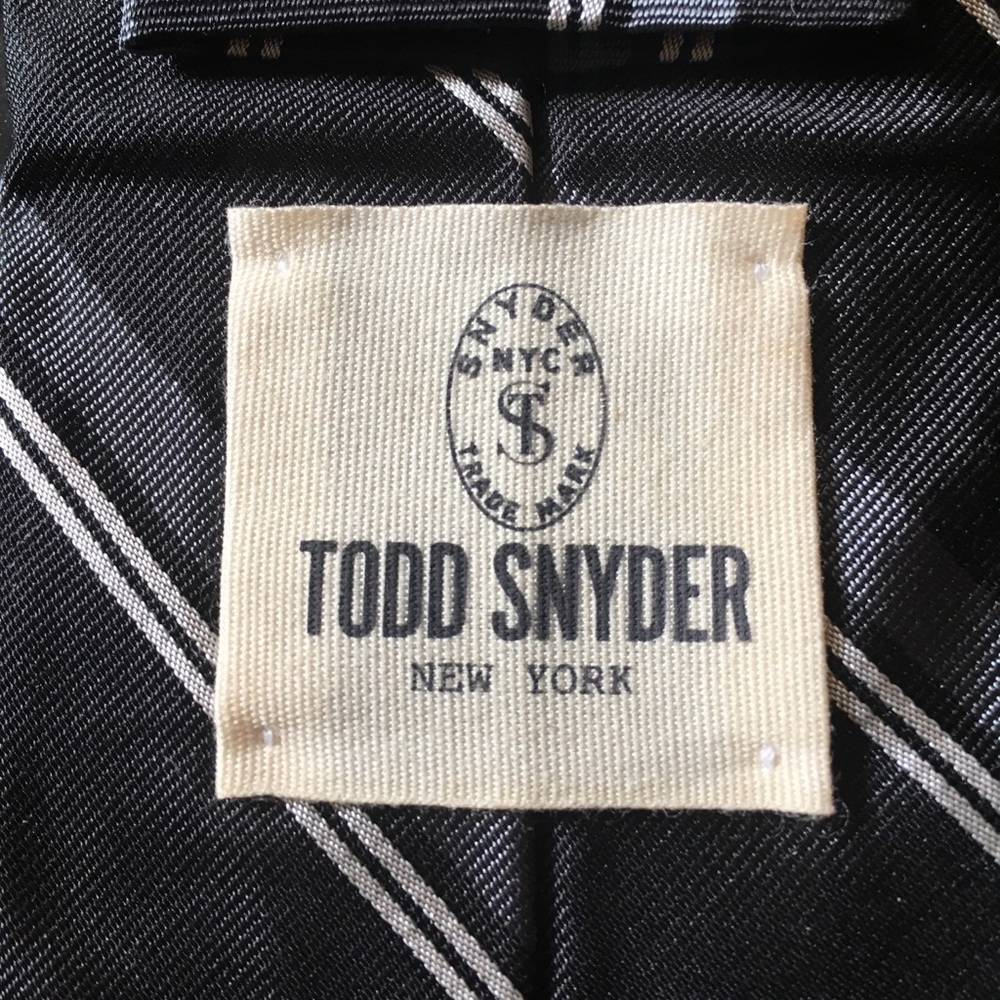 SNYDER
NYC
TS
TRADE MARK
TODD SNYDER
NEW YORK